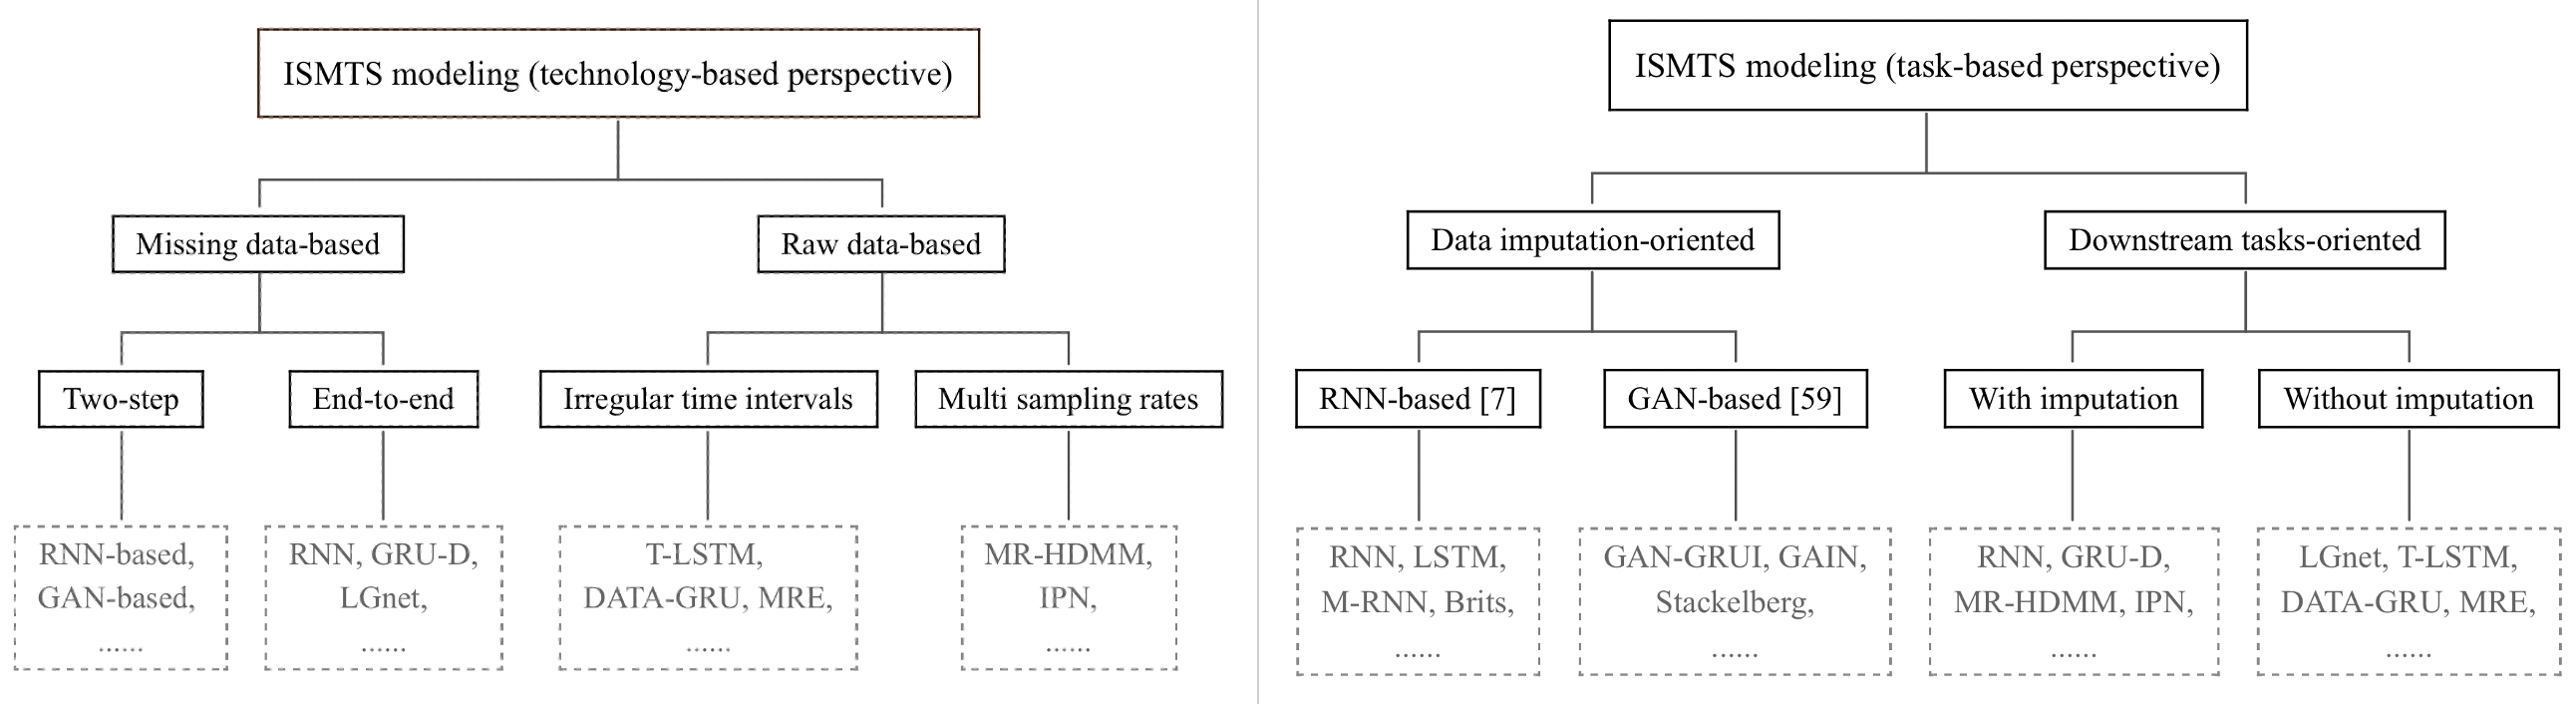 ISMTS modeling (technology-based perspective)
Missing data-based
Raw data-based
Two-step
End-to-end
Irregular time intervals
Multi sampling rates
RNN-based,
GAN-based,
......
RNN, GRU-D,
LGnet,
......
T-LSTM,
DATA-GRU, MRE,
......
MR-HDMM,
IPN,
......
ISMTS modeling (task-based perspective)
Data imputation-oriented
Downstream tasks-oriented
RNN-based [7]
GAN-based [59]
With imputation
Without imputation
RNN, LSTM,
M-RNN, Brits,
......
GAN-GRUI, GAIN,
Stackelberg,
......
RNN, GRU-D,
MR-HDMM, IPN,
......
LGnet, T-LSTM,
DATA-GRU, MRE,
......